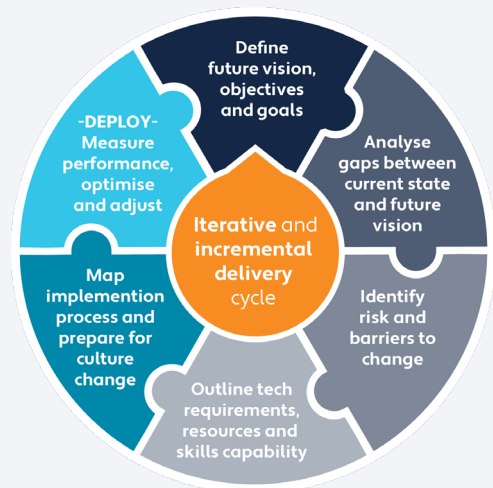 Define
future vision,
objectives
and goals
Analyse
gaps between
current state
and future
vision
Identify
risk and
barriers to
change
Outline tech
requirements,
resources and
skills capability
Map
implemention
process and
prepare for
culture
change
-DEPLOY-
Measure
performance,
optimise
and adjust
Iterative and
incremental
delivery
cycle